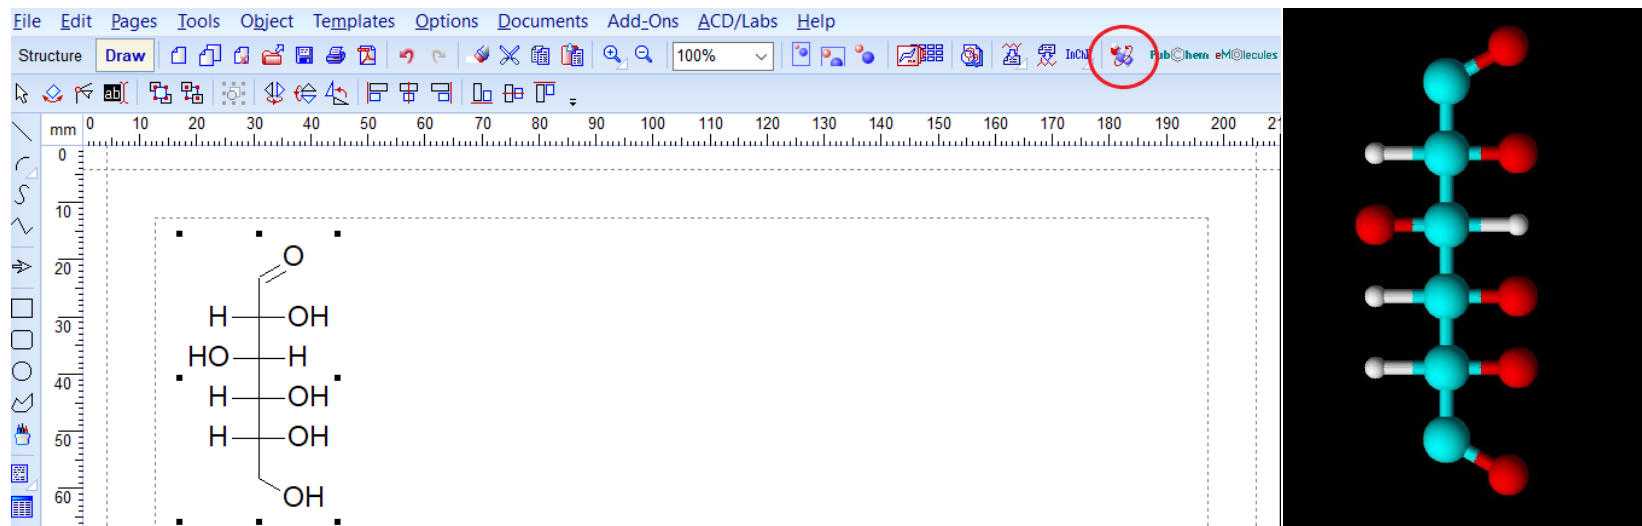 File Edit Pages Tools Object Templates Options Documents Add-Ons ACD/Labs Help
Structure Draw 100% InChI PubChem eMolecules
ab
mm 0 10 20 30 40 50 60 70 80 90 100 110 120 130 140 150 160 170 180 190 200 21
0
10
20
30
40
50
60
O
H OH
HO H
H OH
H OH
OH